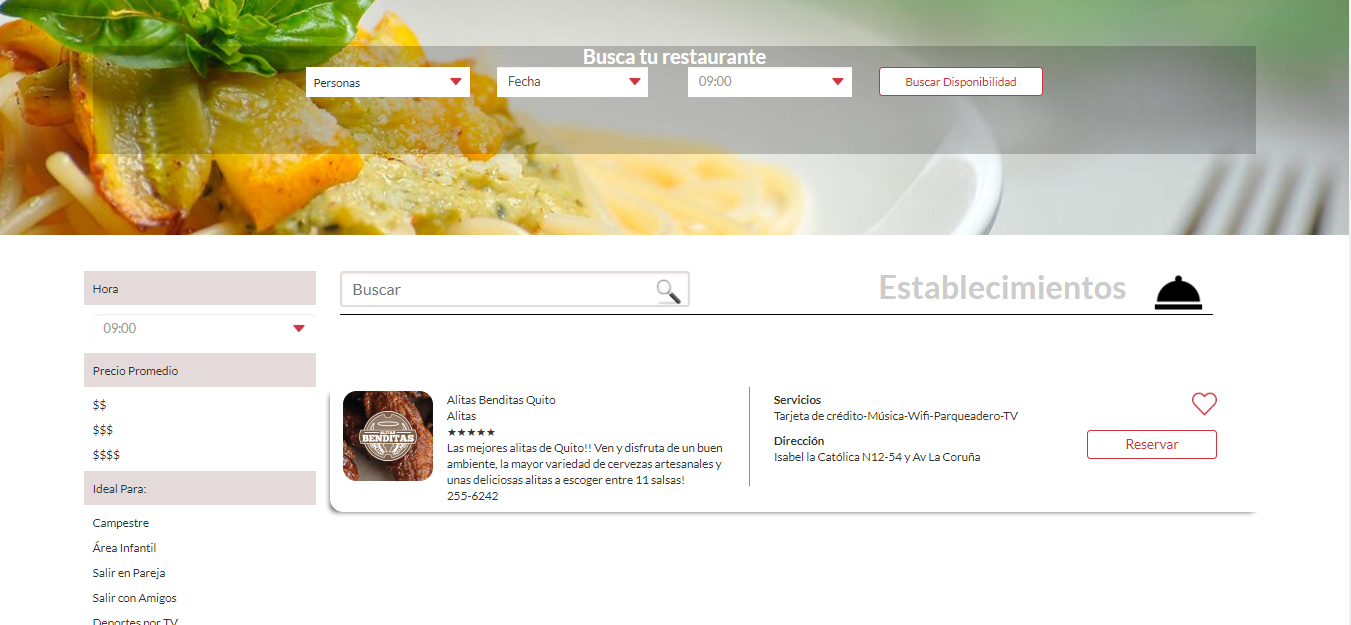 Busca tu restaurante
Personas
Fecha
09:00
Buscar Disponibilidad
Hora
09:00
Precio Promedio
$$
$$$
$$$$
Ideal Para:
Campestre
Área Infantil
Salir en Pareja
Salir con Amigos
Deportes por TV
Buscar
Establecimientos
ALITAS
BENDITAS
Alitas Benditas Quito
Alitas
★★★★★
Las mejores alitas de Quito!! Ven y disfruta de un buen
ambiente, la mayor variedad de cervezas artesanales y
unas deliciosas alitas a escoger entre 11 salsas!
255-6242
Servicios
Tarjeta de crédito-Música-Wifi-Parqueadero-TV
Dirección
Isabel la Católica N12-54 y Av La Coruña
Reservar